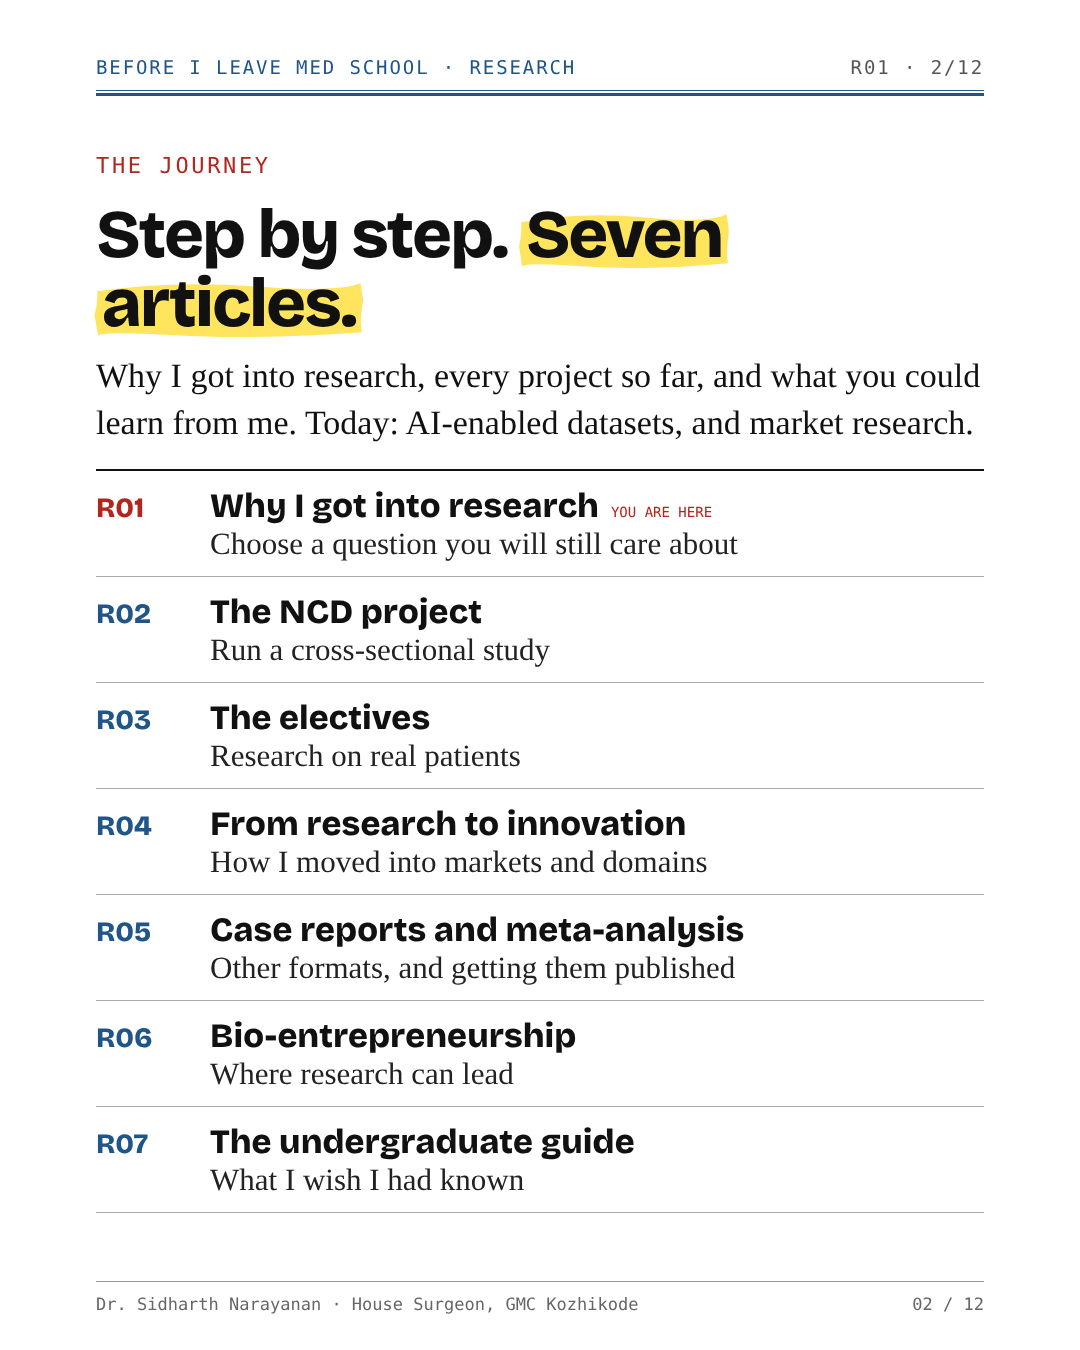 BEFORE I LEAVE MED SCHOOL · RESEARCH
R01 · 2/12
THE JOURNEY
Step by step. Seven
articles.
Why I got into research, every project so far, and what you could
learn from me. Today: AI-enabled datasets, and market research.
R01
Why I got into research YOU ARE HERE
Choose a question you will still care about
R02
The NCD project
Run a cross-sectional study
R03
The electives
Research on real patients
R04
From research to innovation
How I moved into markets and domains
R05
Case reports and meta-analysis
Other formats, and getting them published
R06
Bio-entrepreneurship
Where research can lead
R07
The undergraduate guide
What I wish I had known
Dr. Sidharth Narayanan · House Surgeon, GMC Kozhikode
02 / 12